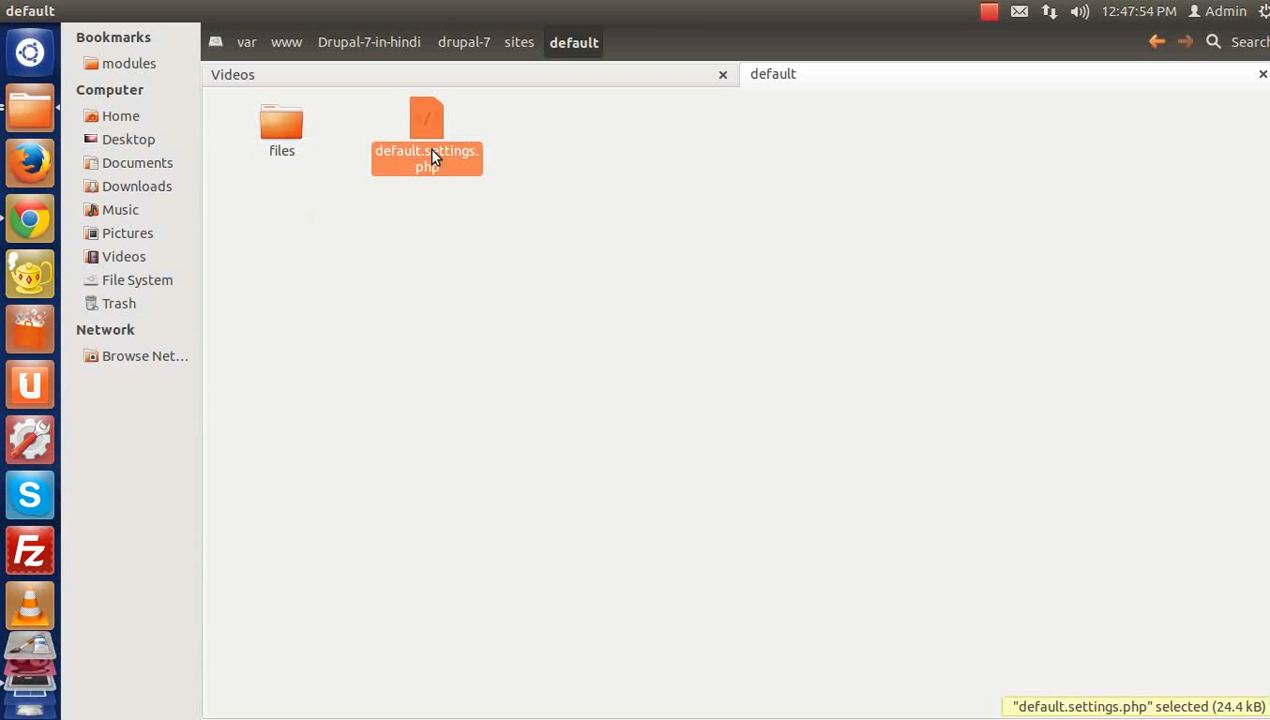 default
12:47:54 PM
Admin
Bookmarks
modules
Computer
Home
Desktop
Documents
Downloads
Music
Pictures
Videos
File System
Trash
Network
Browse Net...
var
www
Drupal-7-in-hindi
drupal-7
sites
default
Search
Videos
default
files
default.settings.
php
"default.settings.php" selected (24.4 kB)